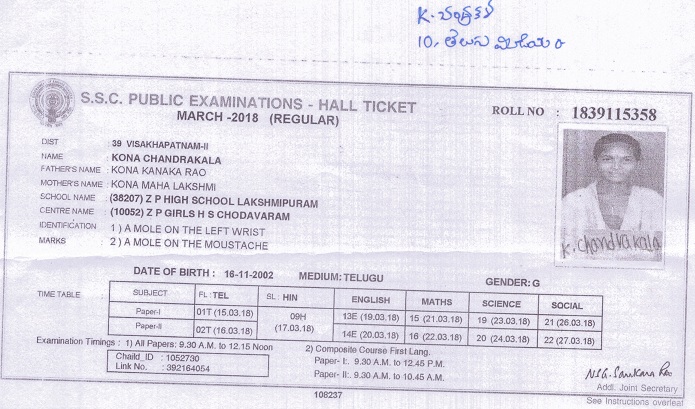 K. చంద్రకళ
10, తెలుగు మీడియం
S.S.C. PUBLIC EXAMINATIONS - HALL TICKET
MARCH -2018 (REGULAR)
ROLL NO : 1839115358
DIST : 39 VISAKHAPATNAM-II
NAME : KONA CHANDRAKALA
FATHER'S NAME : KONA KANAKA RAO
MOTHER'S NAME : KONA MAHA LAKSHMI
SCHOOL NAME : (38207) Z P HIGH SCHOOL LAKSHMIPURAM
CENTRE NAME : (10052) Z P GIRLS H S CHODAVARAM
IDENTIFICATION 1 ) A MOLE ON THE LEFT WRIST
MARKS : 2 ) A MOLE ON THE MOUSTACHE
K. Chandrakala
DATE OF BIRTH : 16-11-2002 MEDIUM: TELUGU GENDER: G
TIME TABLE
SUBJECT FL : TEL SL : HIN ENGLISH MATHS SCIENCE SOCIAL
Paper-I 01T (15.03.18) 09H (17.03.18) 13E (19.03.18) 15 (21.03.18) 19 (23.03.18) 21 (26.03.18)
Paper-II 02T (16.03.18) 14E (20.03.18) 16 (22.03.18) 20 (24.03.18) 22 (27.03.18)
Examination Timings : 1) All Papers: 9.30 A.M. to 12.15 Noon 2) Composite Course First Lang.
Chaild_ID : 1052730 Paper- I:. 9.30 A.M. to 12.45 P.M.
Link No. : 392164054 Paper- II:. 9.30 A.M. to 10.45 A.M.
Addl. Joint Secretary
108237
See Instructions overleaf